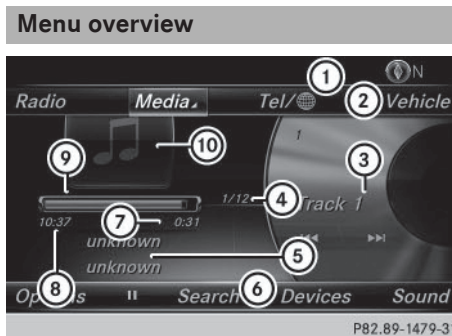 Menu overview
1 N
Radio Media Tel/ 2 Vehicle
10 1 3
9
1/12 4 Track 1
10:37 7 0:31
unknown 5
unknown
8 6
Options Search Devices Sound
P82.89-1479-31